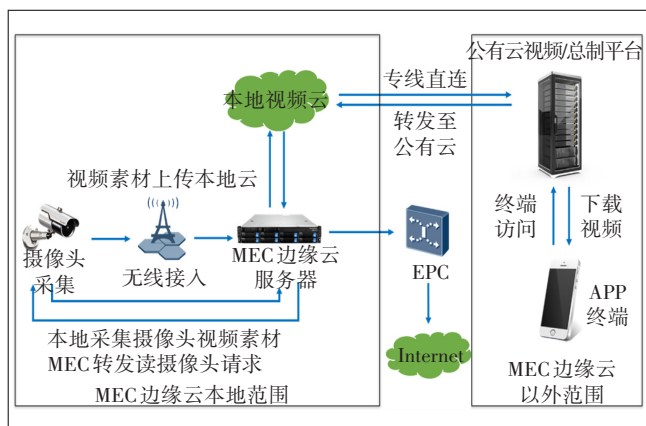 公有云视频/总制平台
本地视频云
专线直连
转发至
公有云
视频素材上传本地云
终端
访问
下载
视频
摄像头
采集
无线接入
MEC边缘云
服务器
EPC
APP
终端
本地采集摄像头视频素材
MEC转发读摄像头请求
Internet
MEC边缘云
以外范围
MEC边缘云本地范围